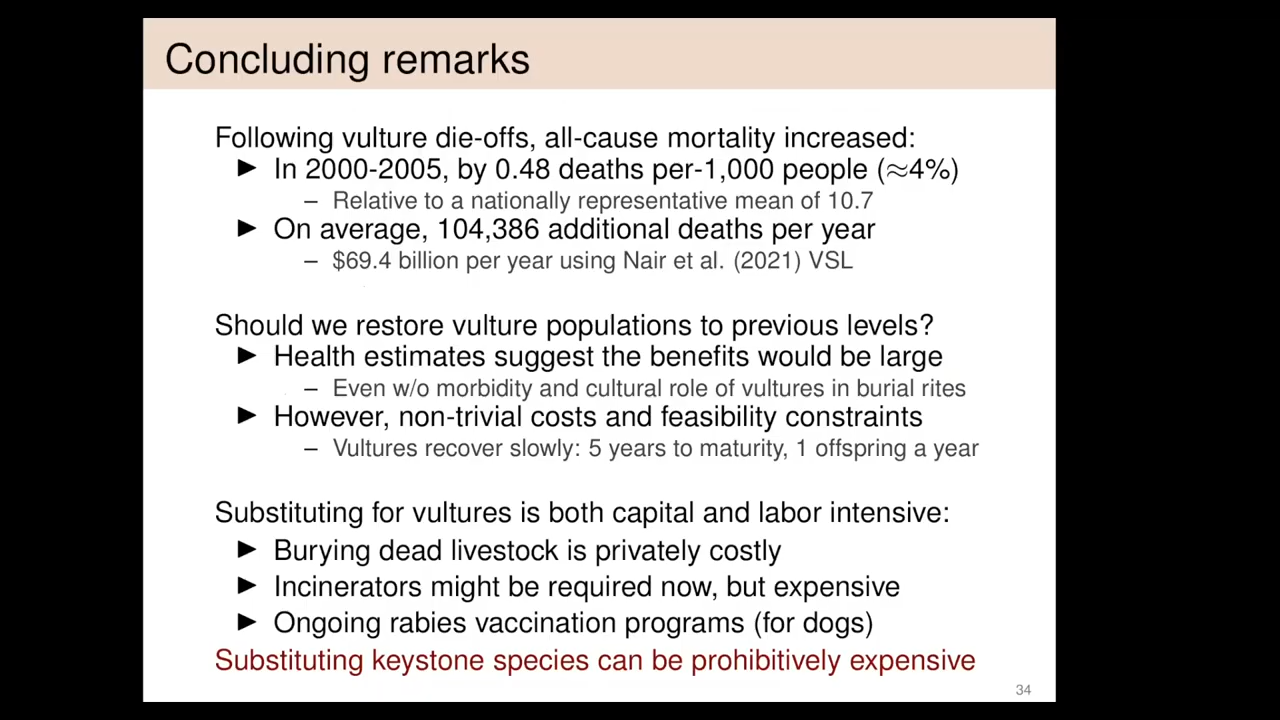 Concluding remarks
Following vulture die-offs, all-cause mortality increased:
► In 2000-2005, by 0.48 deaths per-1,000 people (≈4%)
– Relative to a nationally representative mean of 10.7
► On average, 104,386 additional deaths per year
– $69.4 billion per year using Nair et al. (2021) VSL
Should we restore vulture populations to previous levels?
► Health estimates suggest the benefits would be large
– Even w/o morbidity and cultural role of vultures in burial rites
► However, non-trivial costs and feasibility constraints
– Vultures recover slowly: 5 years to maturity, 1 offspring a year
Substituting for vultures is both capital and labor intensive:
► Burying dead livestock is privately costly
► Incinerators might be required now, but expensive
► Ongoing rabies vaccination programs (for dogs)
Substituting keystone species can be prohibitively expensive
34